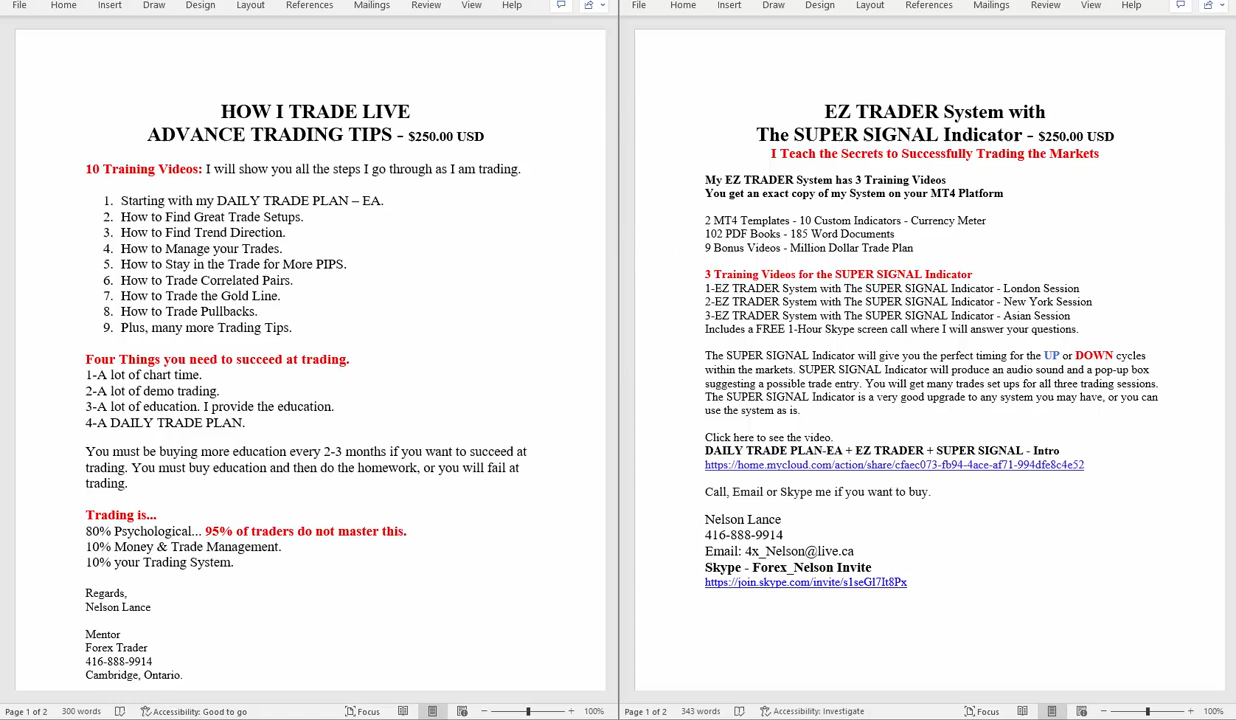 File Home Insert Draw Design Layout References Mailings Review View Help
HOW I TRADE LIVE
ADVANCE TRADING TIPS - $250.00 USD
10 Training Videos: I will show you all the steps I go through as I am trading.
1. Starting with my DAILY TRADE PLAN – EA.
2. How to Find Great Trade Setups.
3. How to Find Trend Direction.
4. How to Manage your Trades.
5. How to Stay in the Trade for More PIPS.
6. How to Trade Correlated Pairs.
7. How to Trade the Gold Line.
8. How to Trade Pullbacks.
9. Plus, many more Trading Tips.
Four Things you need to succeed at trading.
1-A lot of chart time.
2-A lot of demo trading.
3-A lot of education. I provide the education.
4-A DAILY TRADE PLAN.
You must be buying more education every 2-3 months if you want to succeed at
trading. You must buy education and then do the homework, or you will fail at
trading.
Trading is...
80% Psychological... 95% of traders do not master this.
10% Money & Trade Management.
10% your Trading System.
Regards,
Nelson Lance
Mentor
Forex Trader
416-888-9914
Cambridge, Ontario.
Page 1 of 2 300 words Accessibility: Good to go Focus 100%
File Home Insert Draw Design Layout References Mailings Review View Help
EZ TRADER System with
The SUPER SIGNAL Indicator - $250.00 USD
I Teach the Secrets to Successfully Trading the Markets
My EZ TRADER System has 3 Training Videos
You get an exact copy of my System on your MT4 Platform
2 MT4 Templates - 10 Custom Indicators - Currency Meter
102 PDF Books - 185 Word Documents
9 Bonus Videos - Million Dollar Trade Plan
3 Training Videos for the SUPER SIGNAL Indicator
1-EZ TRADER System with The SUPER SIGNAL Indicator - London Session
2-EZ TRADER System with The SUPER SIGNAL Indicator - New York Session
3-EZ TRADER System with The SUPER SIGNAL Indicator - Asian Session
Includes a FREE 1-Hour Skype screen call where I will answer your questions.
The SUPER SIGNAL Indicator will give you the perfect timing for the UP or DOWN cycles
within the markets. SUPER SIGNAL Indicator will produce an audio sound and a pop-up box
suggesting a possible trade entry. You will get many trades set ups for all three trading sessions.
The SUPER SIGNAL Indicator is a very good upgrade to any system you may have, or you can
use the system as is.
Click here to see the video.
DAILY TRADE PLAN-EA + EZ TRADER + SUPER SIGNAL - Intro
https://home.mycloud.com/action/share/cfaec073-fb94-4ace-af71-994dfe8c4e52
Call, Email or Skype me if you want to buy.
Nelson Lance
416-888-9914
Email: 4x_Nelson@live.ca
Skype - Forex_Nelson Invite
https://join.skype.com/invite/s1seGl7It8Px
Page 1 of 2 343 words Accessibility: Investigate Focus 100%